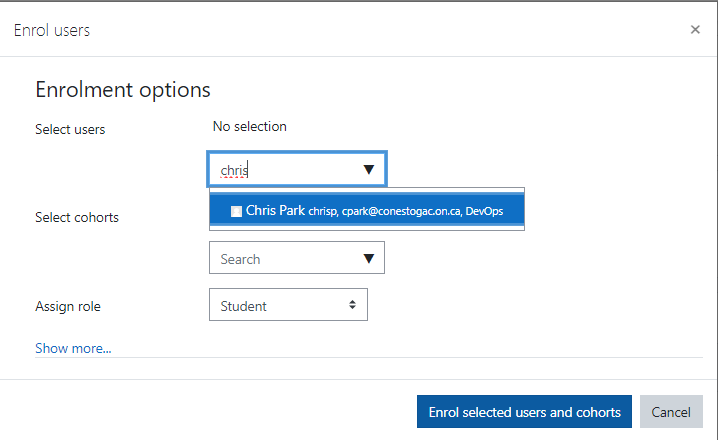 Enrol users
×
Enrolment options
Select users
No selection
chris
Chris Park chrisp, cpark@conestogac.on.ca, DevOps
Select cohorts
Search
Assign role
Student
Show more...
Enrol selected users and cohorts
Cancel